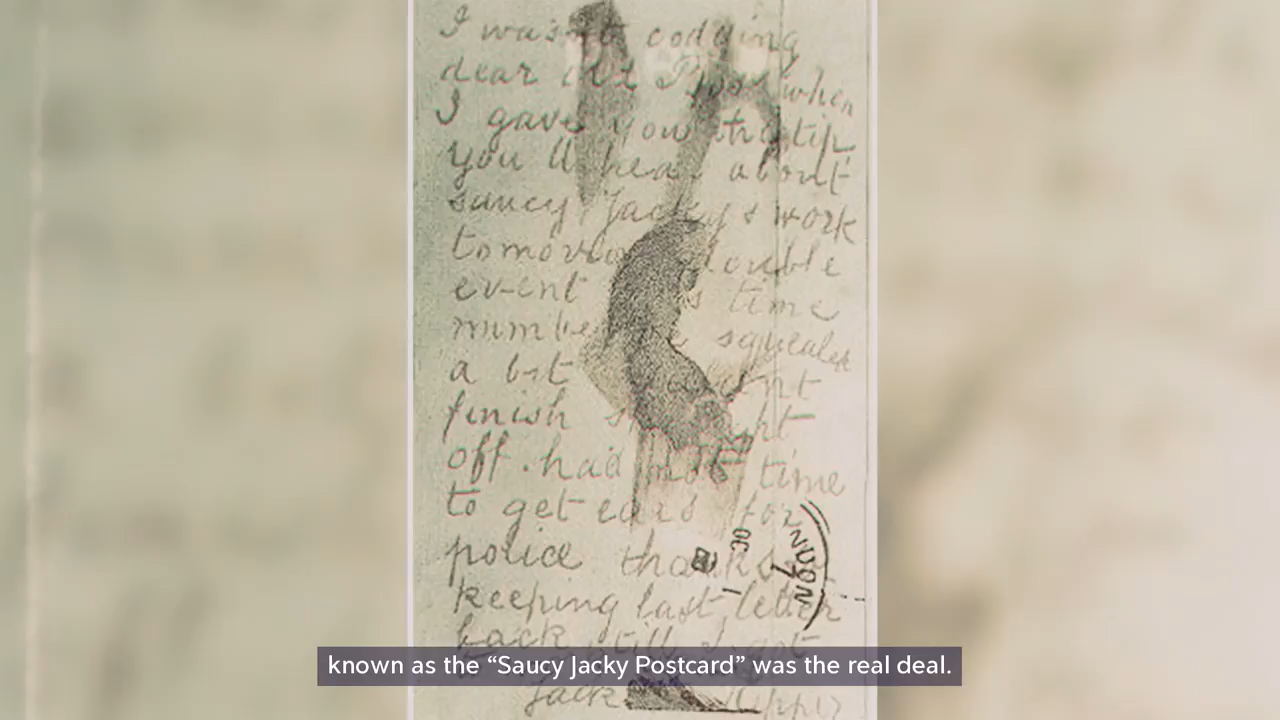 I wasn't codding
dear old Boss when
I gave you the tip
you'll hear about
saucy Jacky s work
tomorrow double
event this time
number one squealed
a bit couldn't
finish straight
off. had not time
to get ears for
police thanks for
keeping last letter
back till I got
Jack Ripper
OC
LONDON
known as the “Saucy Jacky Postcard” was the real deal.